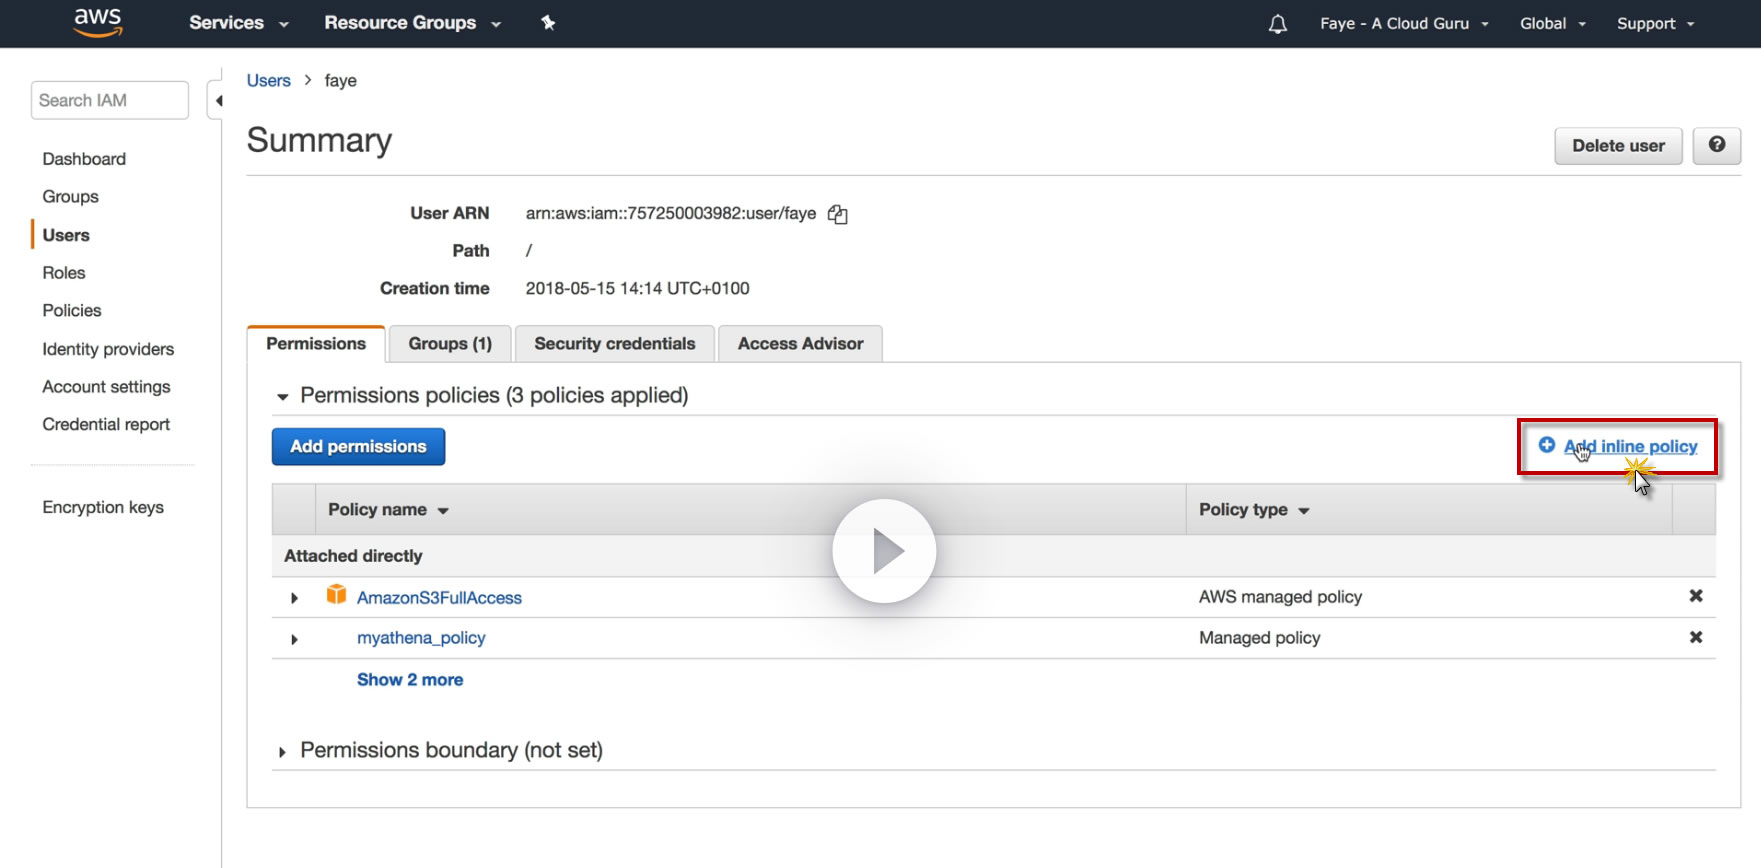 aws Services Resource Groups Faye - A Cloud Guru Global Support
Search IAM
Dashboard
Groups
Users
Roles
Policies
Identity providers
Account settings
Credential report
Encryption keys
Users > faye
Summary
Delete user ?
User ARN arn:aws:iam::757250003982:user/faye
Path /
Creation time 2018-05-15 14:14 UTC+0100
Permissions Groups (1) Security credentials Access Advisor
Permissions policies (3 policies applied)
Add permissions Add inline policy
Policy name Policy type
Attached directly
AmazonS3FullAccess AWS managed policy ✖
myathena_policy Managed policy ✖
Show 2 more
Permissions boundary (not set)